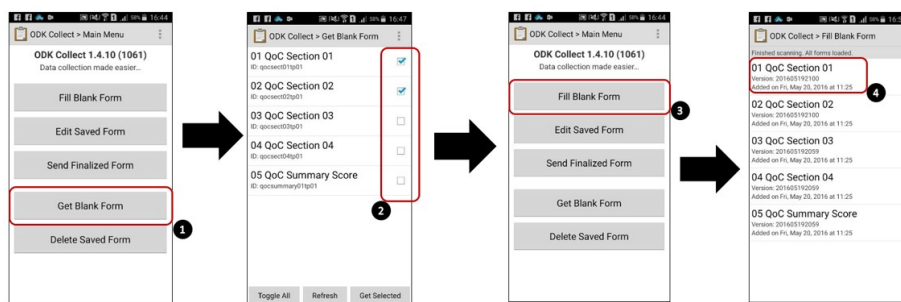 16:44
ODK Collect > Main Menu
ODK Collect 1.4.10 (1061)
Data collection made easier...
Fill Blank Form
Edit Saved Form
Send Finalized Form
Get Blank Form
1
Delete Saved Form
16:47
ODK Collect > Get Blank Form
01 QoC Section 01
ID: qocsect01tp01
02 QoC Section 02
ID: qocsect02tp01
03 QoC Section 03
ID: qocsect03tp01
04 QoC Section 04
ID: qocsect04tp01
05 QoC Summary Score
ID: qocsummary01tp01
2
Toggle All
Refresh
Get Selected
16:44
ODK Collect > Main Menu
ODK Collect 1.4.10 (1061)
Data collection made easier...
Fill Blank Form
3
Edit Saved Form
Send Finalized Form
Get Blank Form
Delete Saved Form
ODK Collect > Fill Blank Form
Finished scanning. All forms loaded.
01 QoC Section 01
Version: 201605192100
Added on Fri, May 20, 2016 at 11:25
4
02 QoC Section 02
Version: 201605192100
Added on Fri, May 20, 2016 at 11:25
03 QoC Section 03
Version: 201605192059
Added on Fri, May 20, 2016 at 11:25
04 QoC Section 04
Version: 201605192059
Added on Fri, May 20, 2016 at 11:25
05 QoC Summary Score
Version: 201605192059
Added on Fri, May 20, 2016 at 11:25